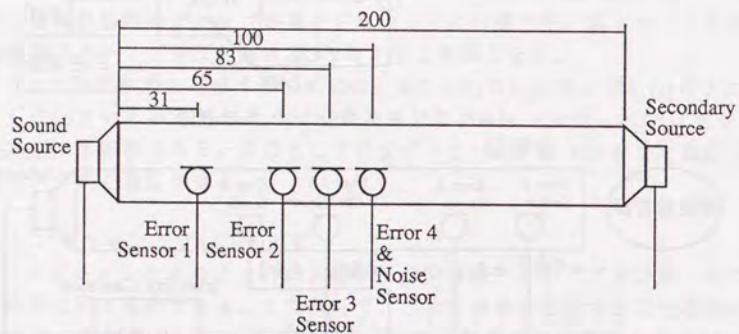 200
100
83
65
31
Sound
Source
Secondary
Source
Error
Sensor 1
Error
Sensor 2
Error 3
Sensor
Error 4
&
Noise
Sensor